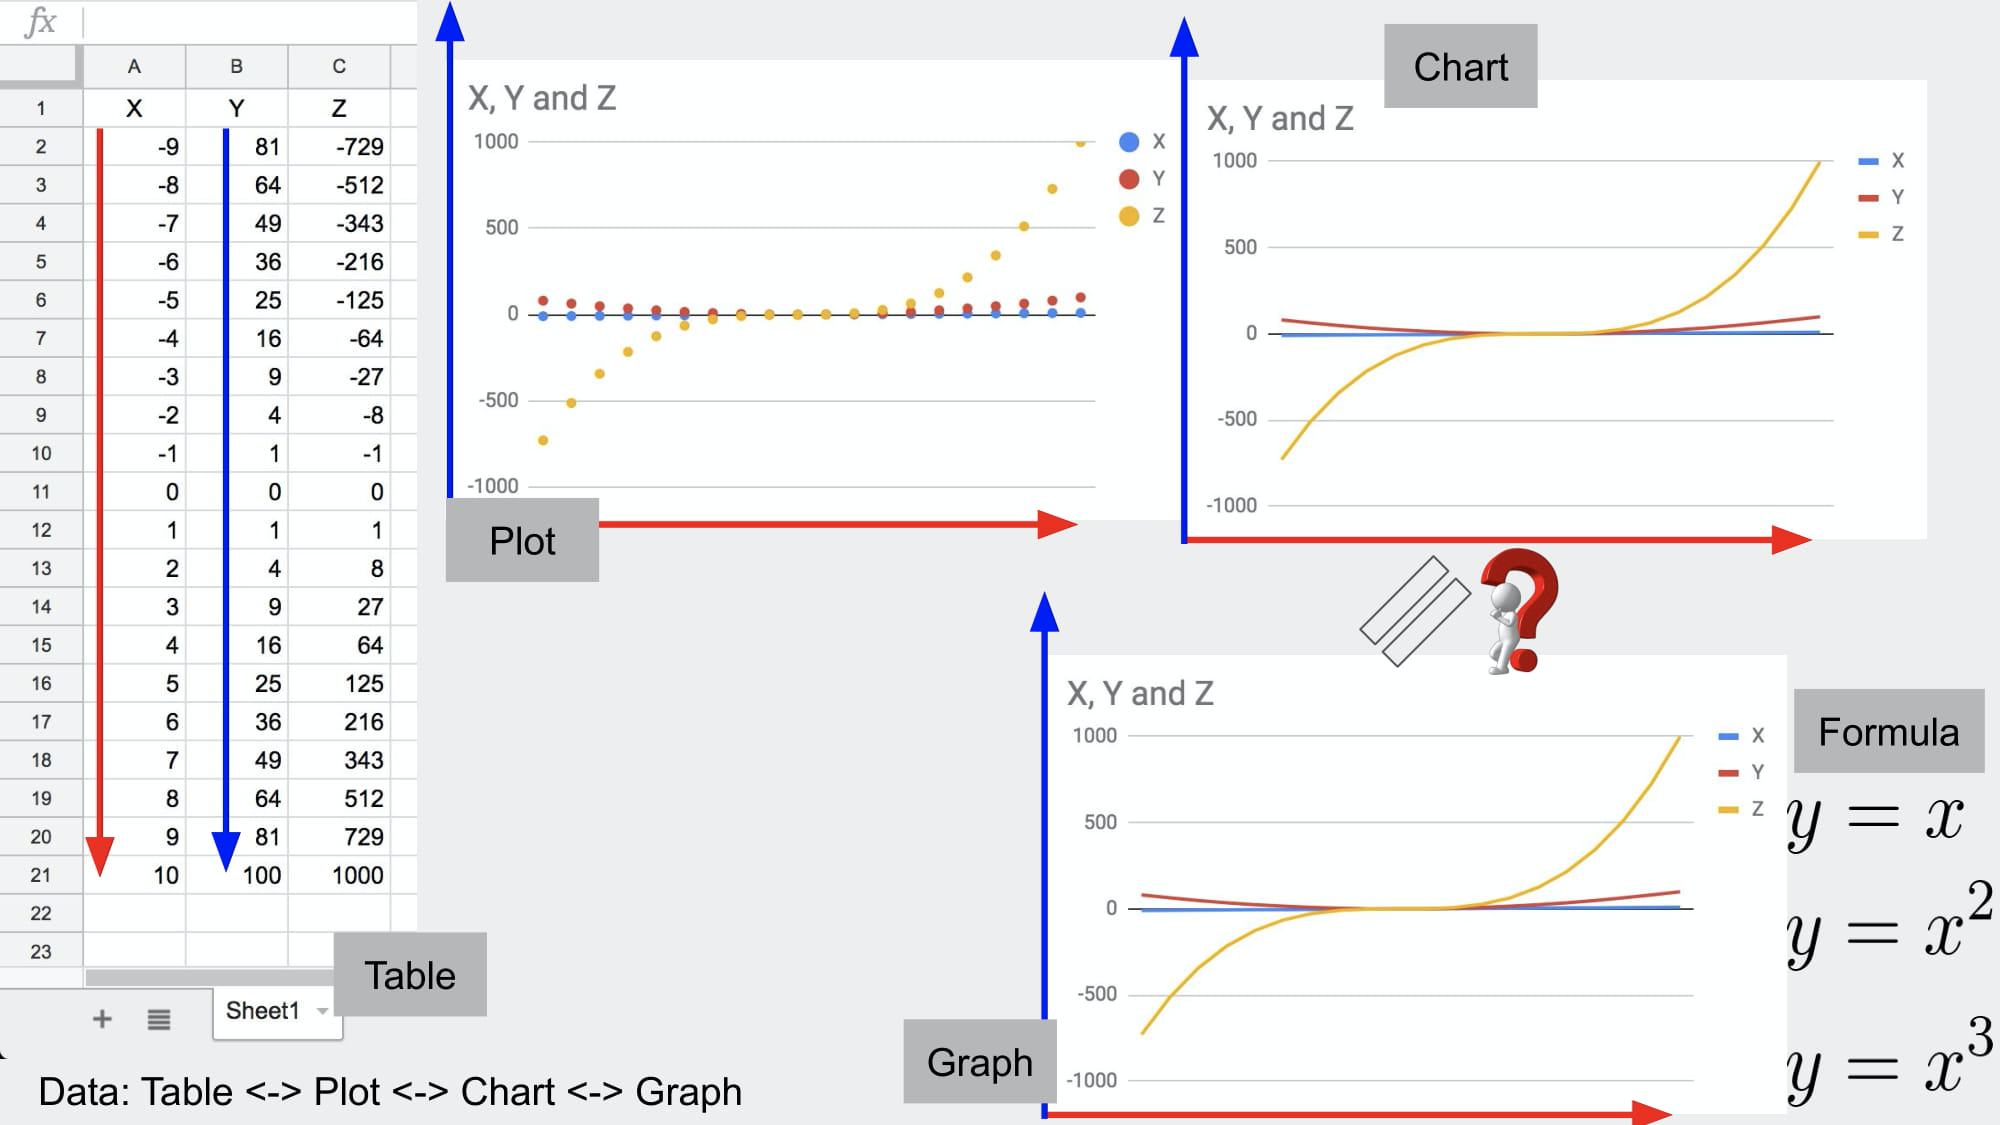 fx
A B C
1 X Y Z
2 -9 81 -729
3 -8 64 -512
4 -7 49 -343
5 -6 36 -216
6 -5 25 -125
7 -4 16 -64
8 -3 9 -27
9 -2 4 -8
10 -1 1 -1
11 0 0 0
12 1 1 1
13 2 4 8
14 3 9 27
15 4 16 64
16 5 25 125
17 6 36 216
18 7 49 343
19 8 64 512
20 9 81 729
21 10 100 1000
22
23
Sheet1
Table
X, Y and Z
1000
500
0
-500
-1000
X
Y
Z
Plot
Chart
X, Y and Z
1000
500
0
-500
-1000
X
Y
Z
?
X, Y and Z
1000
500
0
-500
-1000
X
Y
Z
Graph
Formula
y = x
y = x²
y = x³
Data: Table <-> Plot <-> Chart <-> Graph